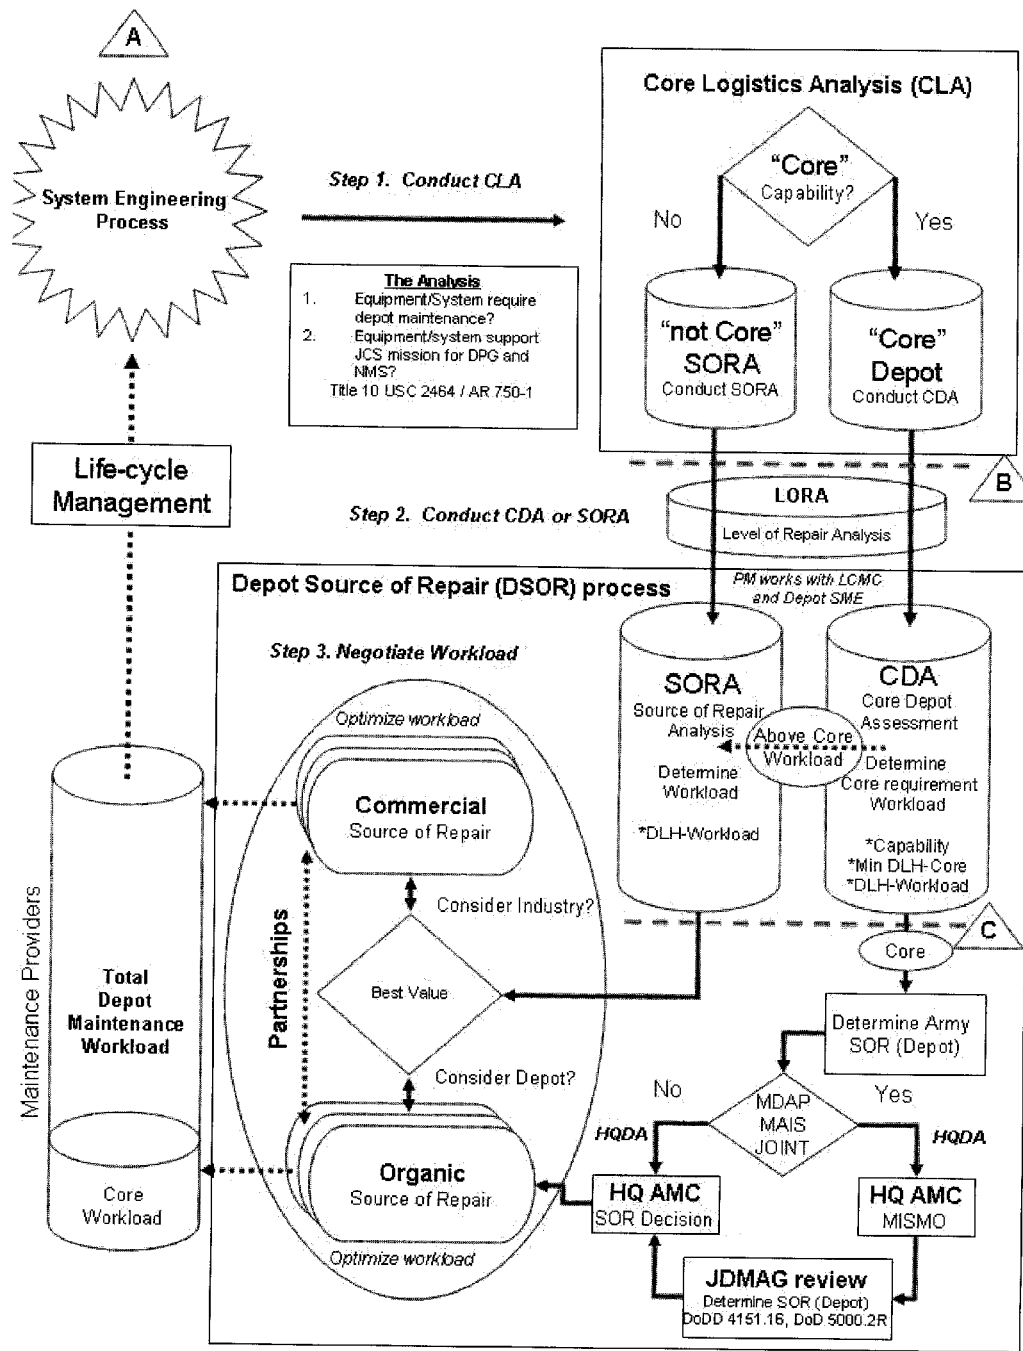 A
System Engineering
Process
Step 1. Conduct CLA
The Analysis
1. Equipment/System require
depot maintenance?
2. Equipment/system support
JCS mission for DPG and
NMS?
Title 10 USC 2464 / AR 750-1
Core Logistics Analysis (CLA)
“Core”
Capability?
No
Yes
“not Core”
SORA
Conduct SORA
“Core”
Depot
Conduct CDA
B
Life-cycle
Management
Step 2. Conduct CDA or SORA
LORA
Level of Repair Analysis
PM works with LCMC
and Depot SME
Depot Source of Repair (DSOR) process
Step 3. Negotiate Workload
SORA
Source of Repair
Analysis
Determine
Workload
*DLH-Workload
Above Core
Workload
CDA
Core Depot
Assessment
Determine
Core requirement
Workload
*Capability
*Min DLH-Core
*DLH-Workload
C
Core
Optimize workload
Commercial
Source of Repair
Consider Industry?
Partnerships
Best Value
Consider Depot?
Organic
Source of Repair
Optimize workload
Maintenance Providers
Total
Depot
Maintenance
Workload
Core
Workload
Determine Army
SOR (Depot)
No
Yes
MDAP
MAIS
JOINT
HQDA
HQDA
HQ AMC
SOR Decision
HQ AMC
MISMO
JDMAG review
Determine SOR (Depot)
DoDD 4151.16, DoD 5000.2R